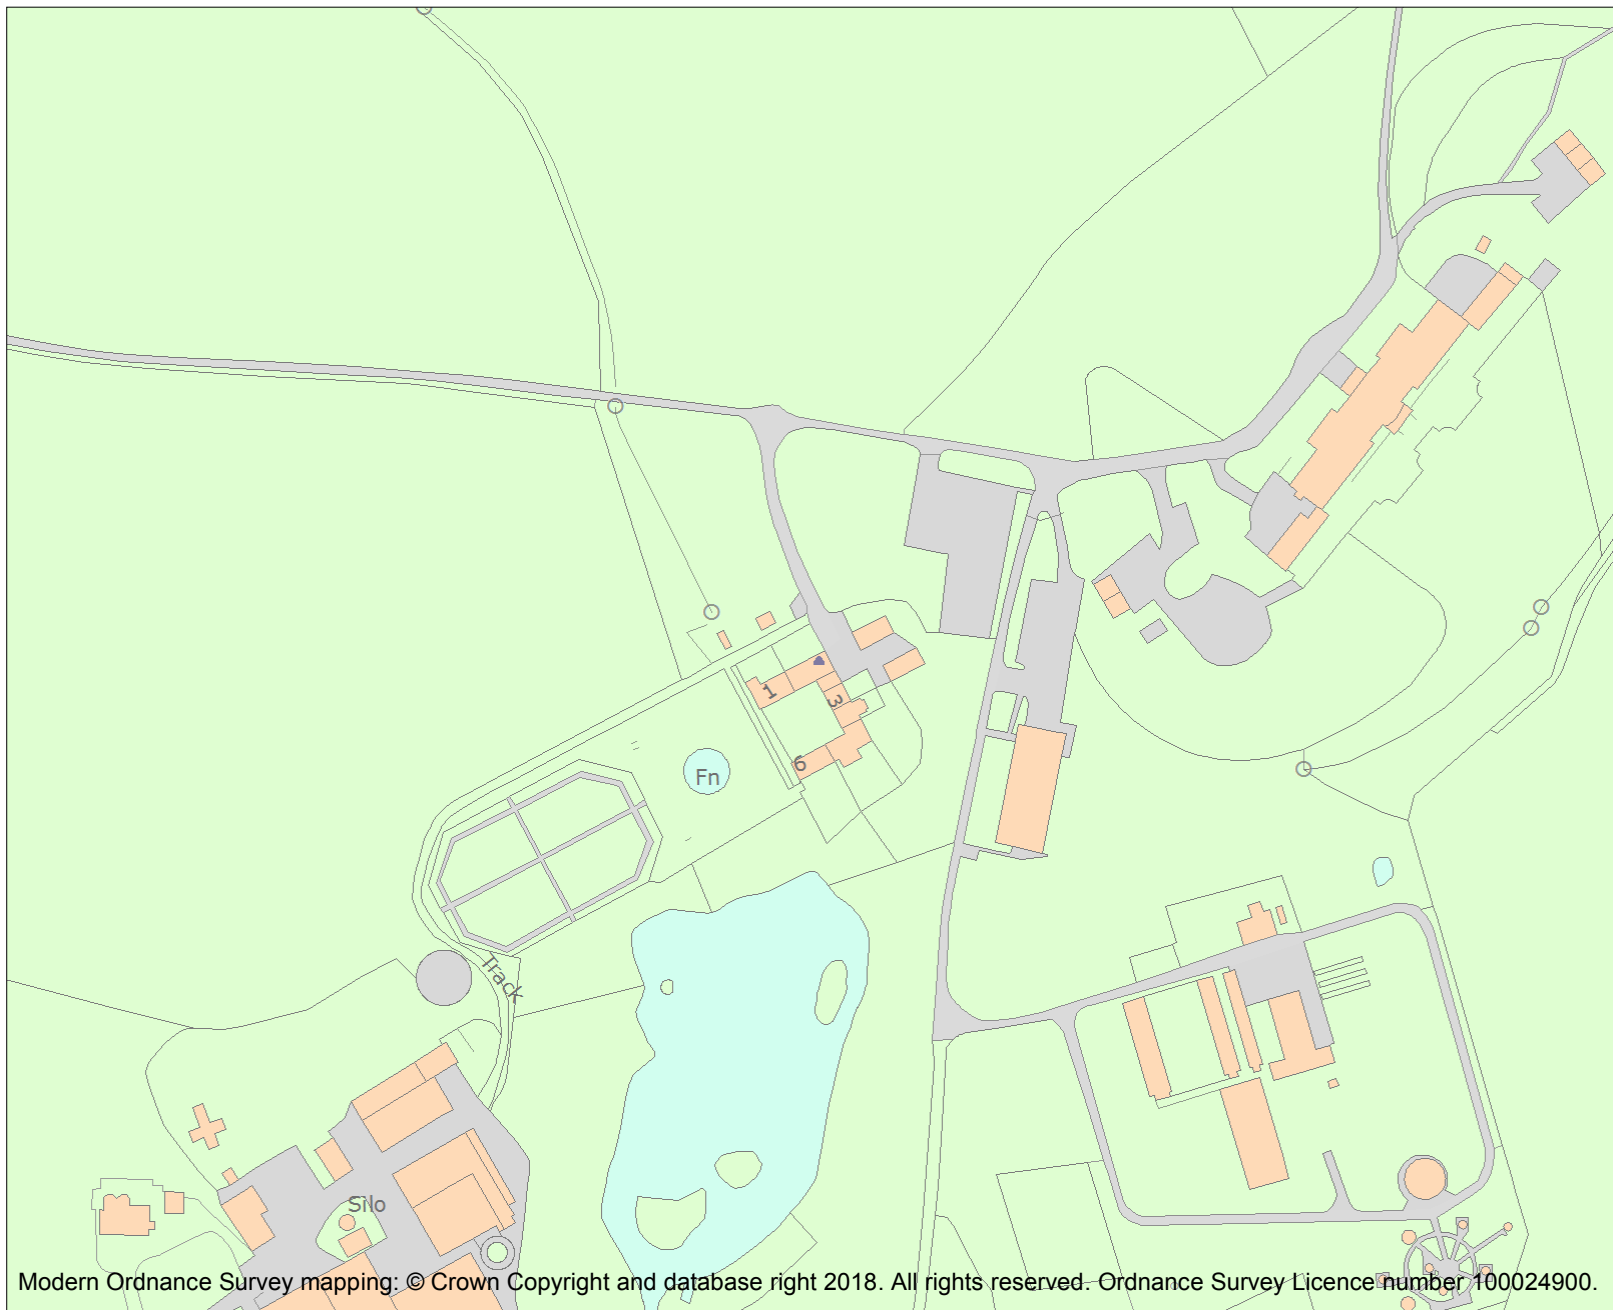 1
3
6
Fn
Track
Silo
Modern Ordnance Survey mapping: © Crown Copyright and database right 2018. All rights reserved. Ordnance Survey Licence number 100024900.